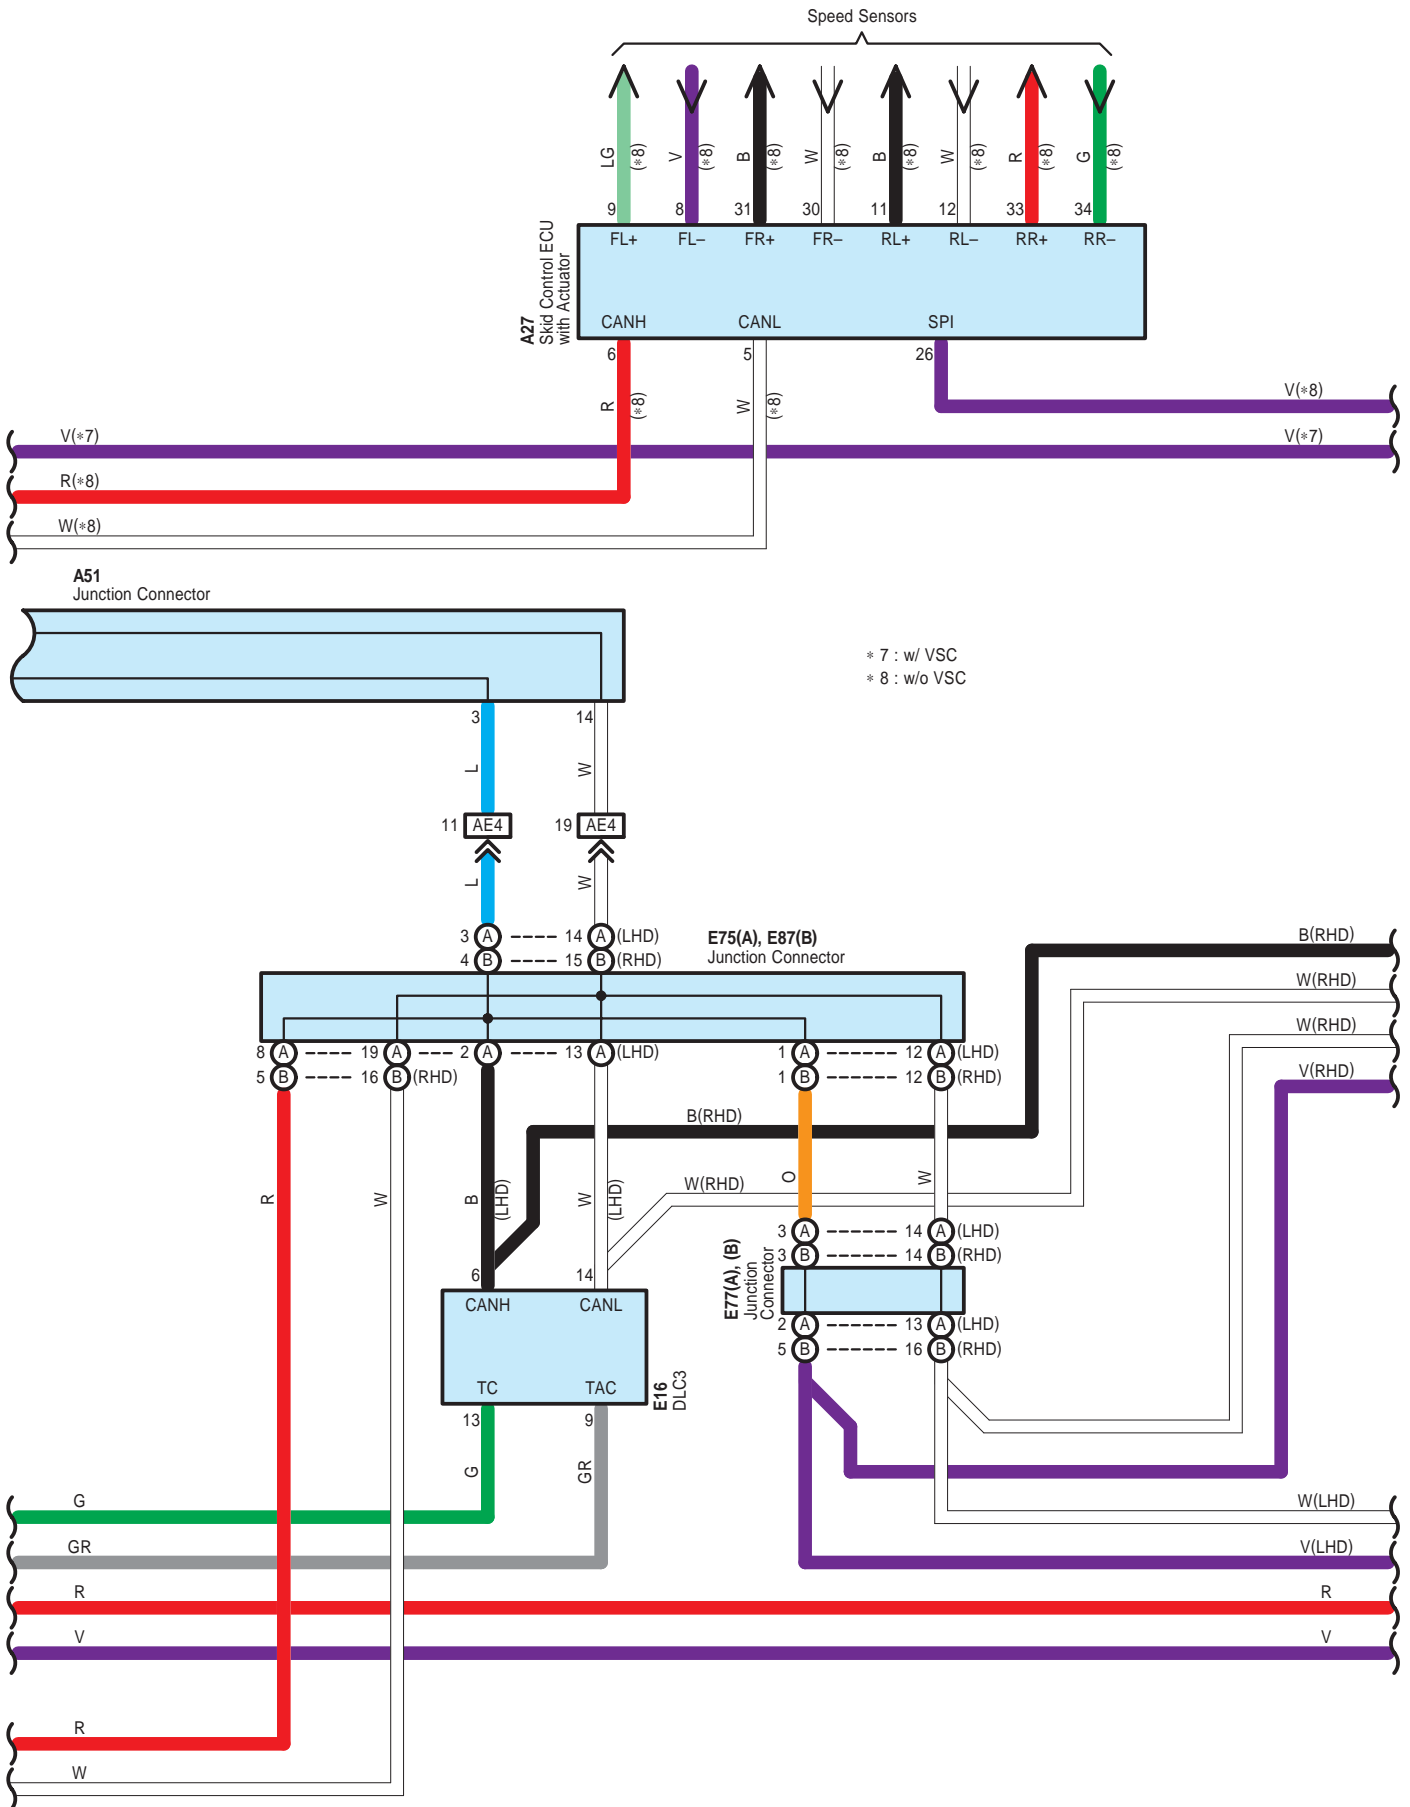 Speed Sensors
LG (*8) V (*8) B (*8) W (*8) B (*8) W (*8) R (*8) G (*8)
9 8 31 30 11 12 33 34
FL+ FL– FR+ FR– RL+ RL– RR+ RR–
A27
Skid Control ECU
with Actuator
CANH CANL SPI
6 5 26
R (*8) W (*8)
V(*8)
V(*7) V(*7)
R(*8)
W(*8)
A51
Junction Connector
* 7 : w/ VSC
* 8 : w/o VSC
3 14
L W
11 AE4 19 AE4
L W
3 A 14 A (LHD)
4 B 15 B (RHD)
E75(A), E87(B)
Junction Connector
B(RHD)
W(RHD)
W(RHD)
V(RHD)
8 A 19 A 2 A 13 A (LHD) 1 A 12 A (LHD)
5 B 16 B (RHD) 1 B 12 B (RHD)
B(RHD)
R W B (LHD) W (LHD) W(RHD) O W
3 A 14 A (LHD)
3 B 14 B (RHD)
E77(A), (B)
Junction
Connector
2 A 13 A (LHD)
5 B 16 B (RHD)
6 14
CANH CANL
TC TAC
E16
DLC3
13 9
G GR
G W(LHD)
GR V(LHD)
R R
V V
R
W